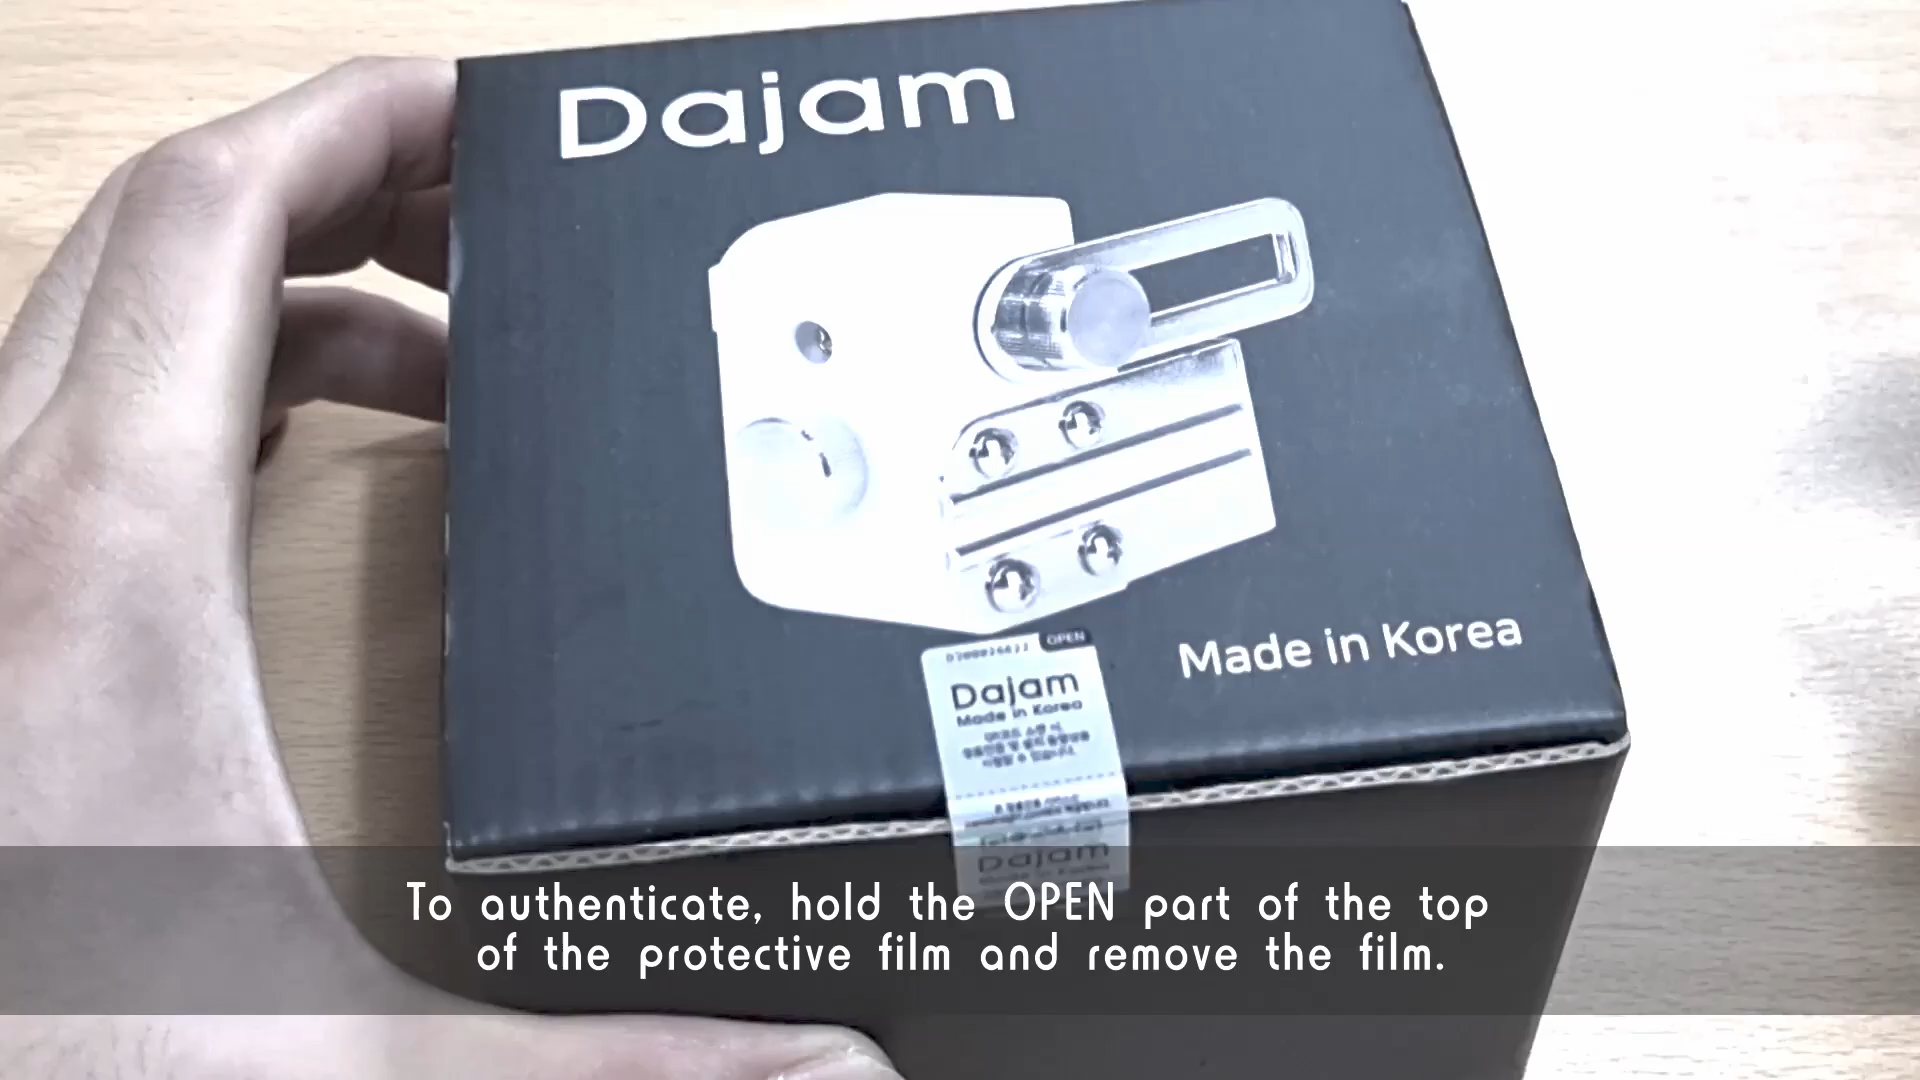 Dajam
Made in Korea
OPEN
Dajam
Made in Korea
Dajam
To authenticate, hold the OPEN part of the top
of the protective film and remove the film.